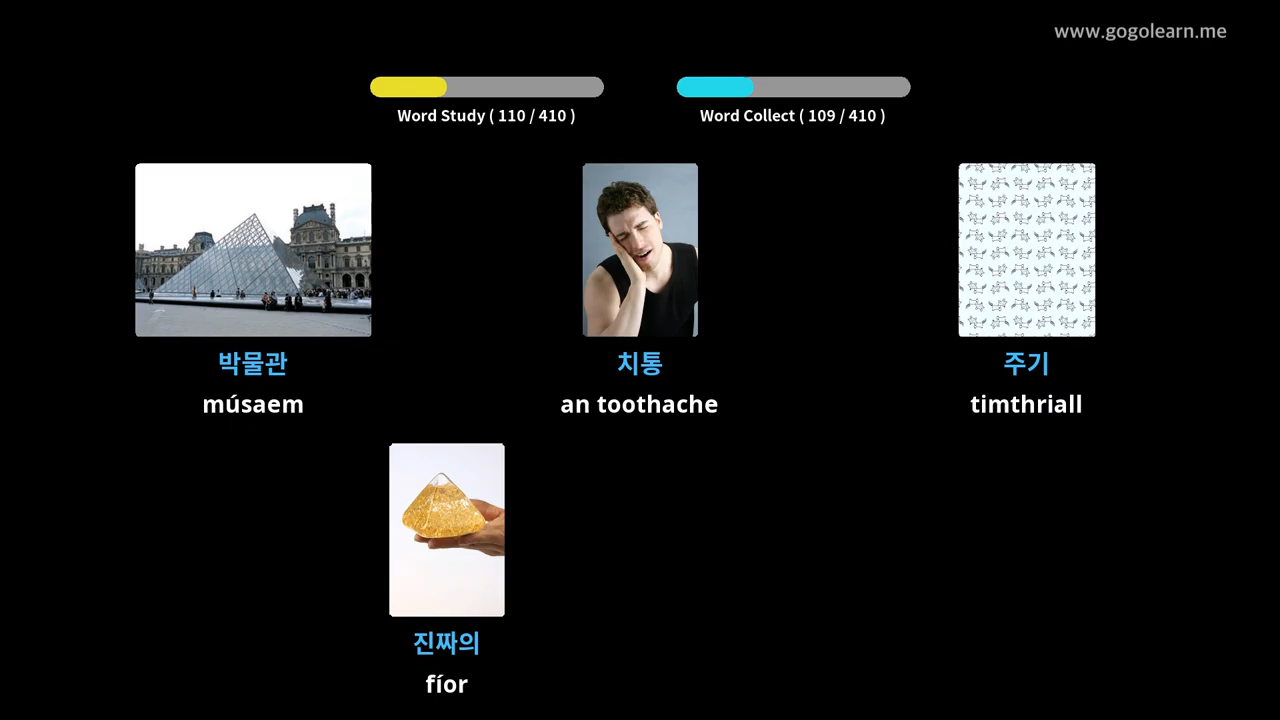 www.gogolearn.me
Word Study ( 110 / 410 )
Word Collect ( 109 / 410 )
박물관
músaem
치통
an toothache
주기
timthriall
진짜의
fíor